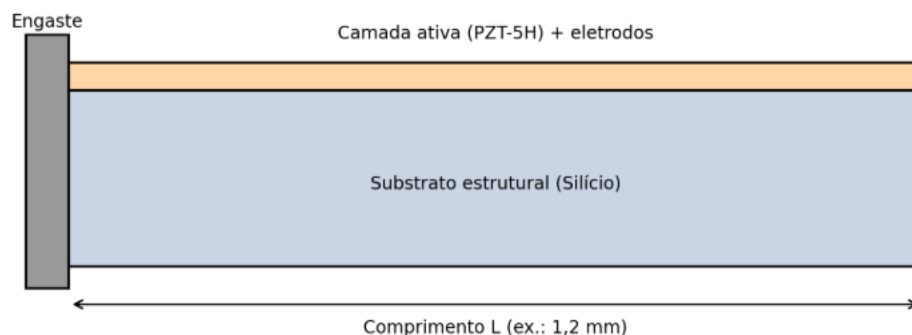 Engaste
Camada ativa (PZT-5H) + eletrodos
Substrato estrutural (Silício)
Comprimento L (ex.: 1,2 mm)